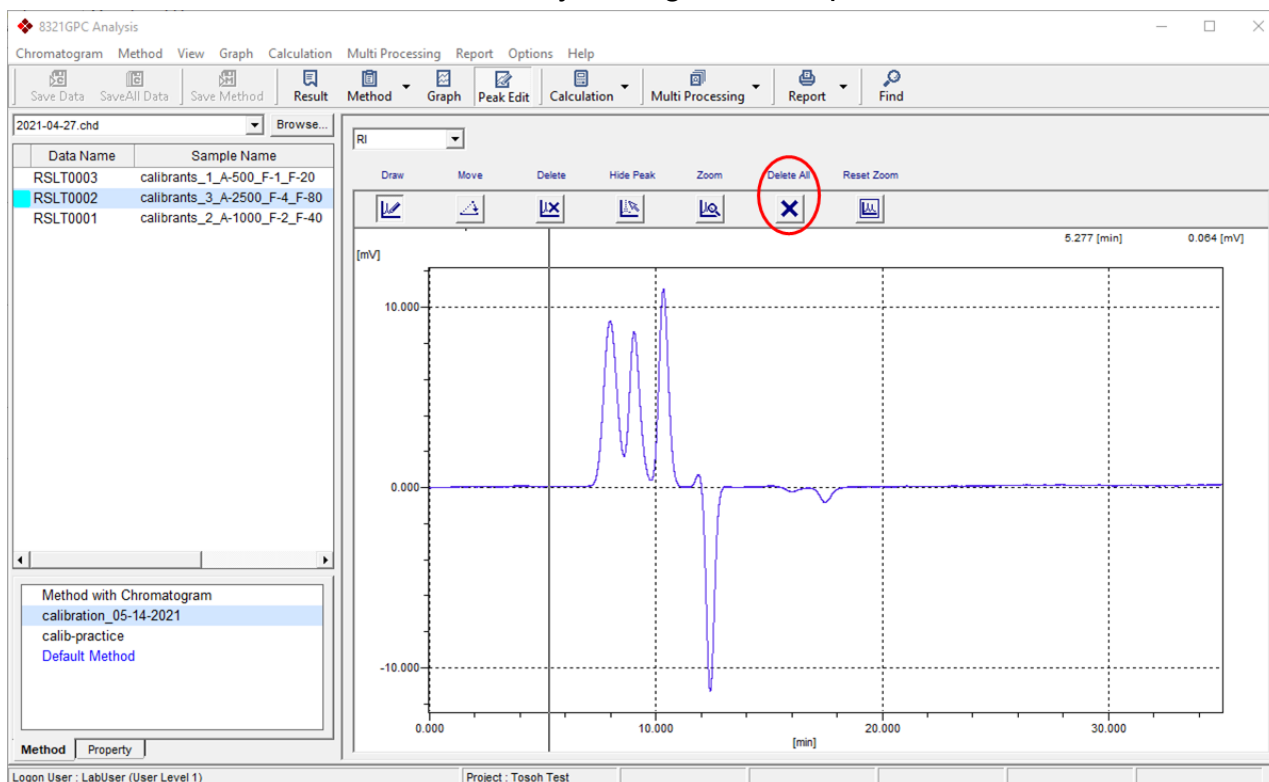 8321GPC Analysis
Chromatogram Method View Graph Calculation Multi Processing Report Options Help
Save Data SaveAll Data Save Method Result Method Graph Peak Edit Calculation Multi Processing Report Find
2021-04-27.chd Browse...
Data Name Sample Name
RSLT0003 calibrants_1_A-500_F-1_F-20
RSLT0002 calibrants_3_A-2500_F-4_F-80
RSLT0001 calibrants_2_A-1000_F-2_F-40
Method with Chromatogram
calibration_05-14-2021
calib-practice
Default Method
Method Property
RI
Draw Move Delete Hide Peak Zoom Delete All Reset Zoom
5.277 [min] 0.064 [mV]
[mV]
10.000
0.000
-10.000
0.000 10.000 20.000 30.000
[min]
Logon User : LabUser (User Level 1) Project : Tosoh Test